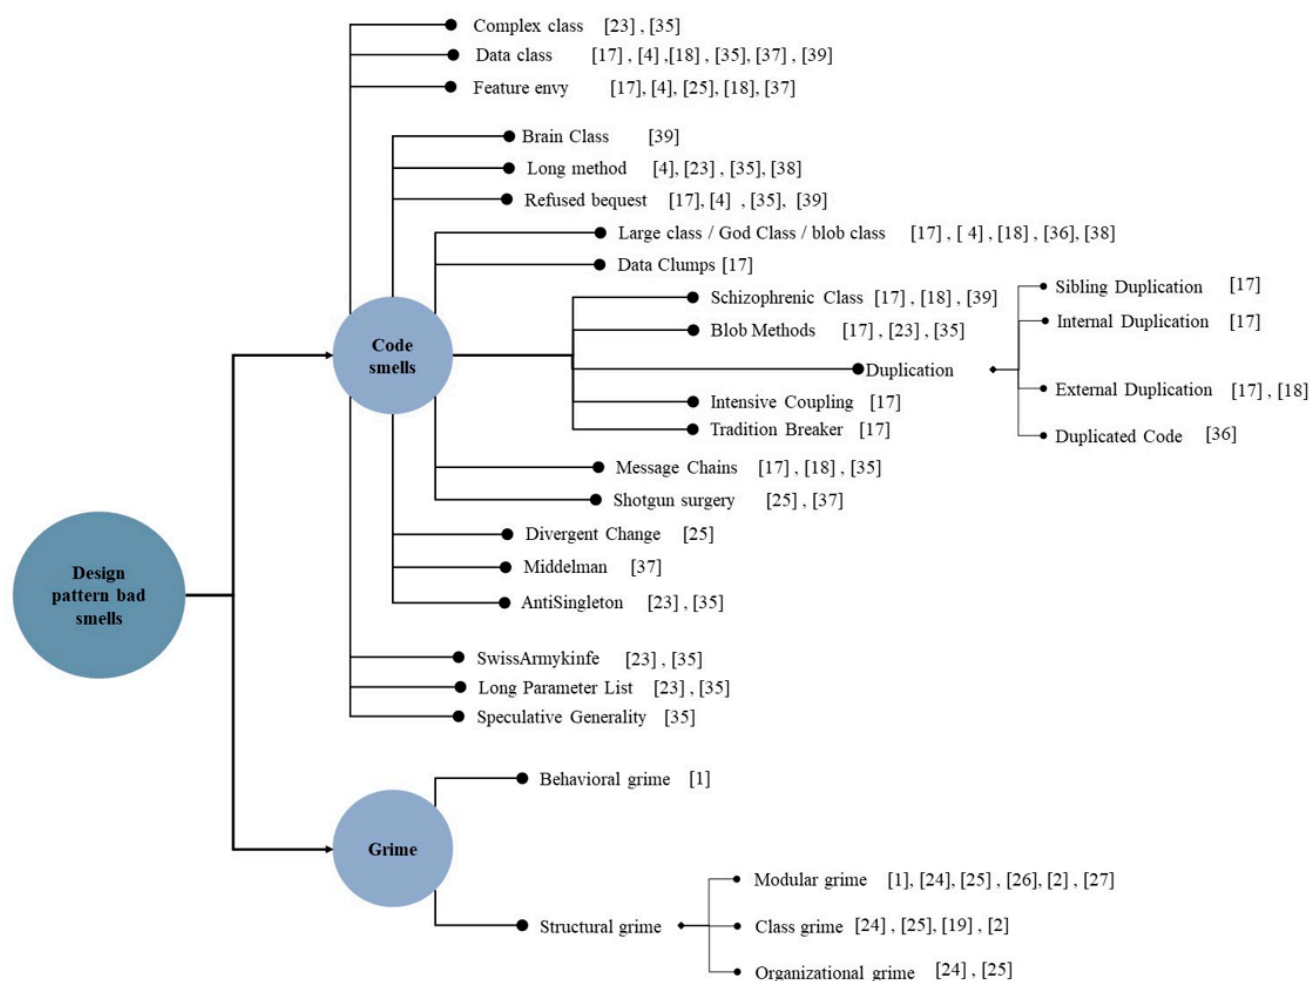 Complex class [23] , [35]
Data class [17] , [4] ,[18] , [35], [37] , [39]
Feature envy [17], [4], [25], [18], [37]
Brain Class [39]
Long method [4], [23] , [35], [38]
Refused bequest [17], [4] , [35], [39]
Large class / God Class / blob class [17] , [ 4] , [18] , [36], [38]
Data Clumps [17]
Schizophrenic Class [17] , [18] , [39]
Blob Methods [17] , [23] , [35]
Duplication
Sibling Duplication [17]
Internal Duplication [17]
External Duplication [17] , [18]
Duplicated Code [36]
Intensive Coupling [17]
Tradition Breaker [17]
Code
smells
Message Chains [17] , [18] , [35]
Shotgun surgery [25] , [37]
Divergent Change [25]
Middelman [37]
AntiSingleton [23] , [35]
SwissArmykinfe [23] , [35]
Long Parameter List [23] , [35]
Speculative Generality [35]
Design
pattern bad
smells
Behavioral grime [1]
Grime
Structural grime
Modular grime [1], [24], [25] , [26], [2] , [27]
Class grime [24] , [25], [19] , [2]
Organizational grime [24] , [25]